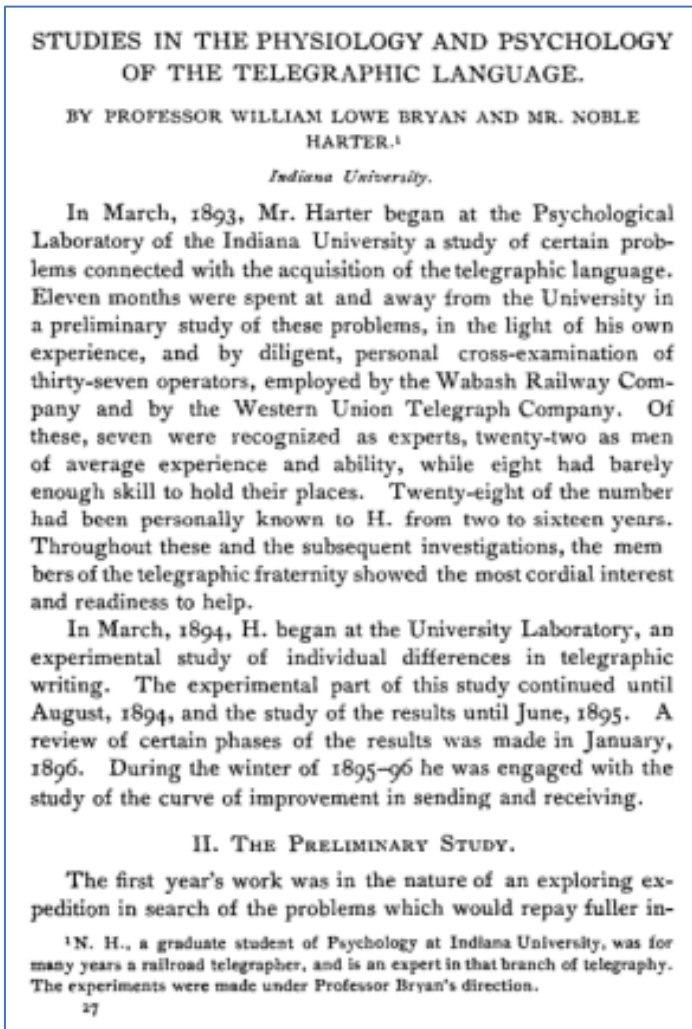 STUDIES IN THE PHYSIOLOGY AND PSYCHOLOGY
OF THE TELEGRAPHIC LANGUAGE.
BY PROFESSOR WILLIAM LOWE BRYAN AND MR. NOBLE
HARTER.¹
Indiana University.
In March, 1893, Mr. Harter began at the Psychological
Laboratory of the Indiana University a study of certain prob-
lems connected with the acquisition of the telegraphic language.
Eleven months were spent at and away from the University in
a preliminary study of these problems, in the light of his own
experience, and by diligent, personal cross-examination of
thirty-seven operators, employed by the Wabash Railway Com-
pany and by the Western Union Telegraph Company. Of
these, seven were recognized as experts, twenty-two as men
of average experience and ability, while eight had barely
enough skill to hold their places. Twenty-eight of the number
had been personally known to H. from two to sixteen years.
Throughout these and the subsequent investigations, the mem
bers of the telegraphic fraternity showed the most cordial interest
and readiness to help.
In March, 1894, H. began at the University Laboratory, an
experimental study of individual differences in telegraphic
writing. The experimental part of this study continued until
August, 1894, and the study of the results until June, 1895. A
review of certain phases of the results was made in January,
1896. During the winter of 1895–96 he was engaged with the
study of the curve of improvement in sending and receiving.
II. THE PRELIMINARY STUDY.
The first year's work was in the nature of an exploring ex-
pedition in search of the problems which would repay fuller in-
¹N. H., a graduate student of Psychology at Indiana University, was for
many years a railroad telegrapher, and is an expert in that branch of telegraphy.
The experiments were made under Professor Bryan's direction.
27